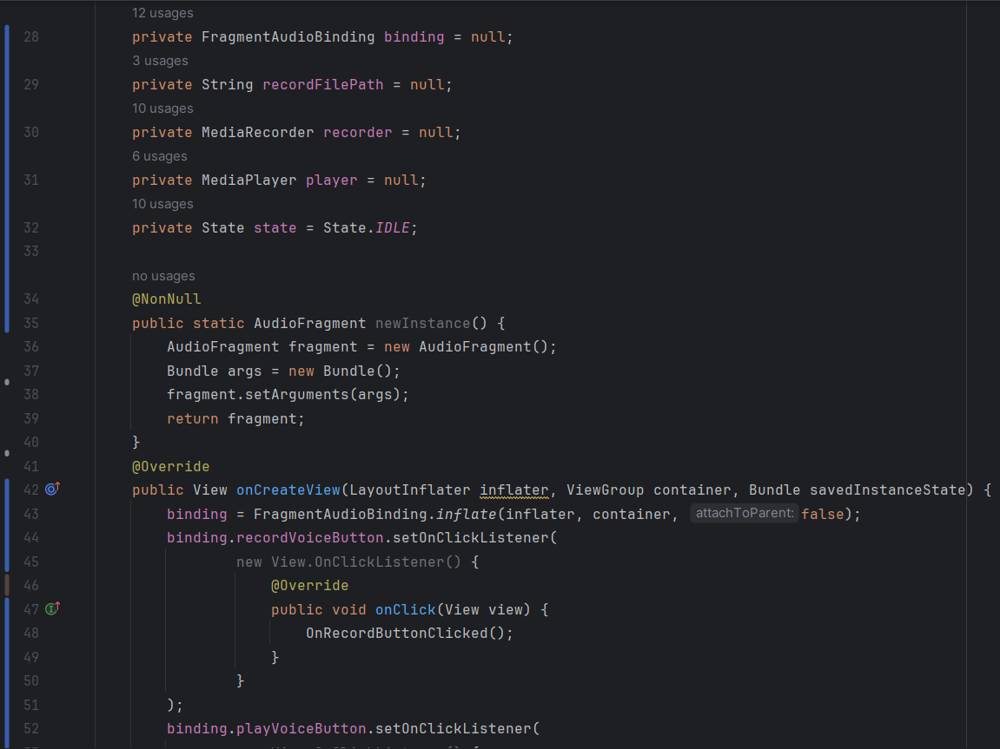 12 usages
28 private FragmentAudioBinding binding = null;
3 usages
29 private String recordFilePath = null;
10 usages
30 private MediaRecorder recorder = null;
6 usages
31 private MediaPlayer player = null;
10 usages
32 private State state = State.IDLE;
33
no usages
34 @NonNull
35 public static AudioFragment newInstance() {
36 AudioFragment fragment = new AudioFragment();
37 Bundle args = new Bundle();
38 fragment.setArguments(args);
39 return fragment;
40 }
41 @Override
42 public View onCreateView(LayoutInflater inflater, ViewGroup container, Bundle savedInstanceState) {
43 binding = FragmentAudioBinding.inflate(inflater, container, attachToParent: false);
44 binding.recordVoiceButton.setOnClickListener(
45 new View.OnClickListener() {
46 @Override
47 public void onClick(View view) {
48 OnRecordButtonClicked();
49 }
50 }
51 );
52 binding.playVoiceButton.setOnClickListener(